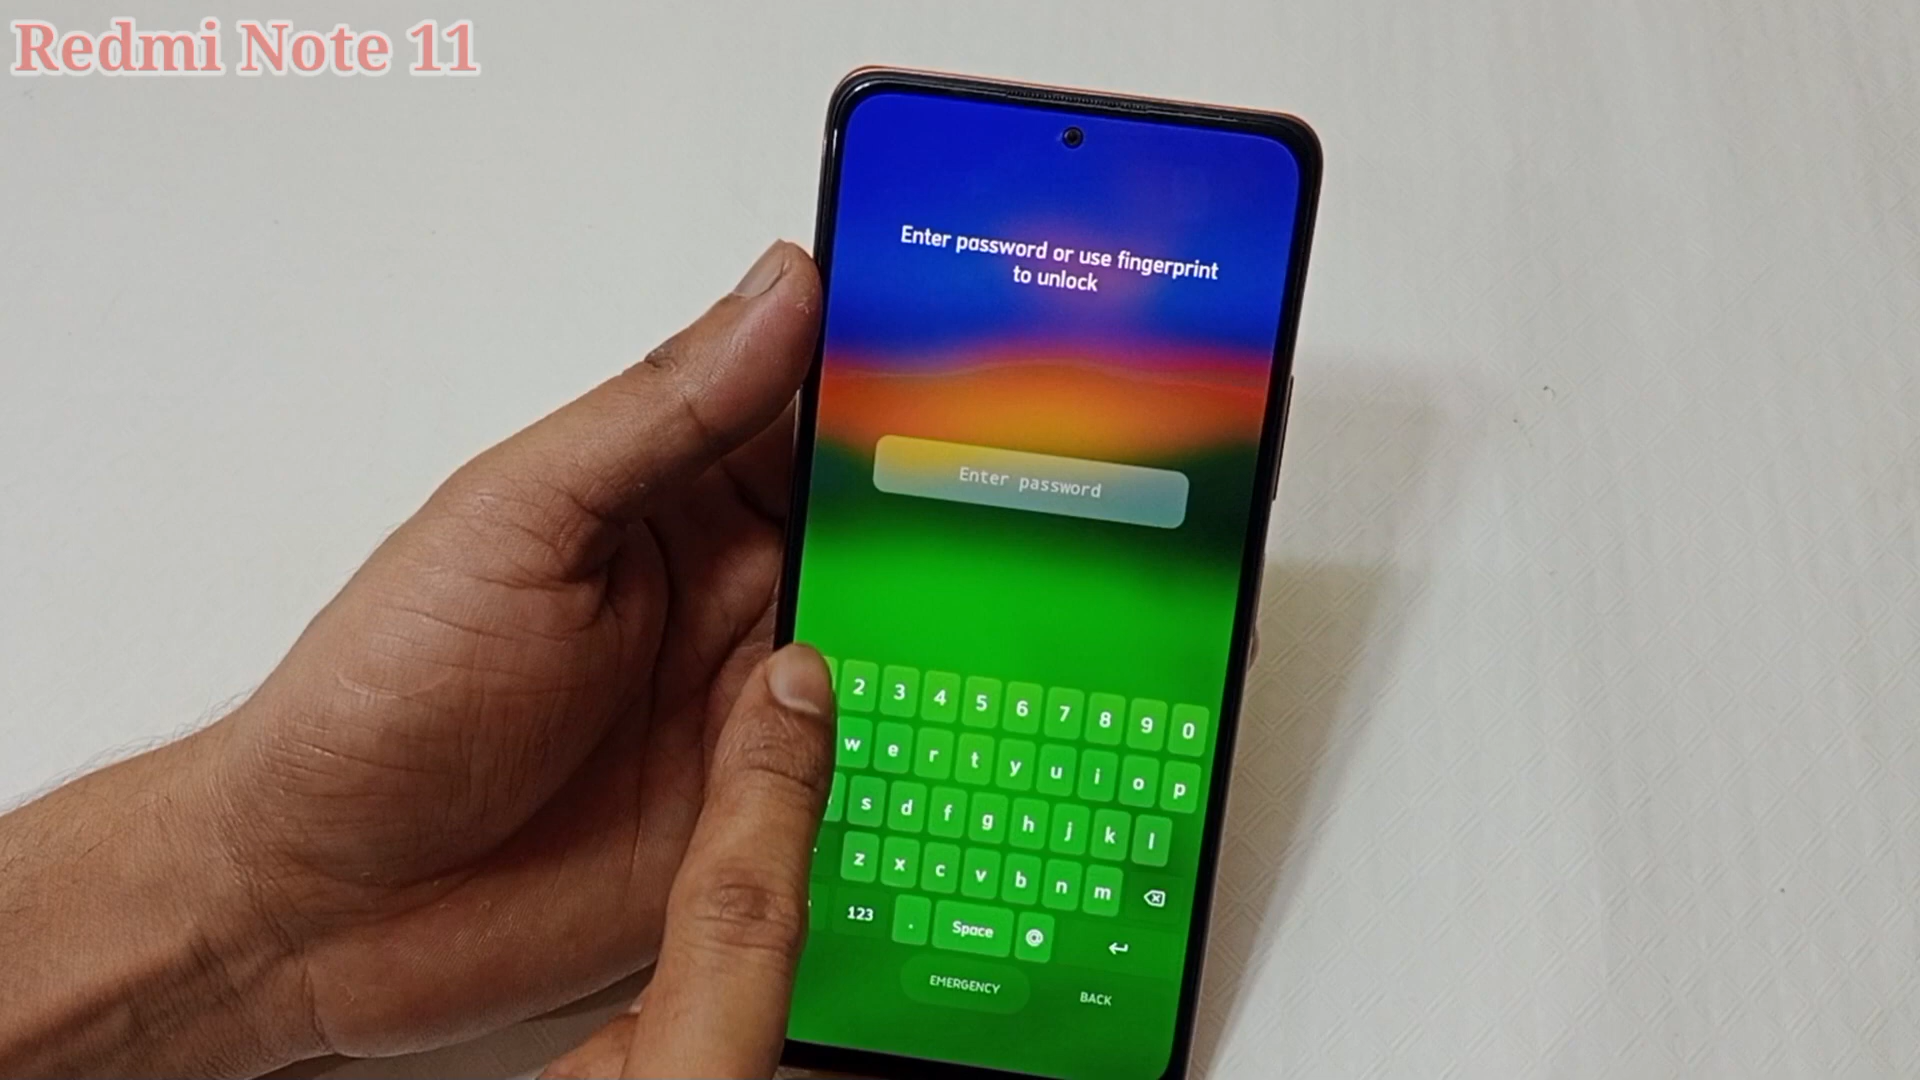 Redmi Note 11
Enter password or use fingerprint
to unlock
Enter password
2 3 4 5 6 7 8 9 0
w e r t y u i o p
s d f g h j k l
z x c v b n m
123 . Space @
EMERGENCY BACK